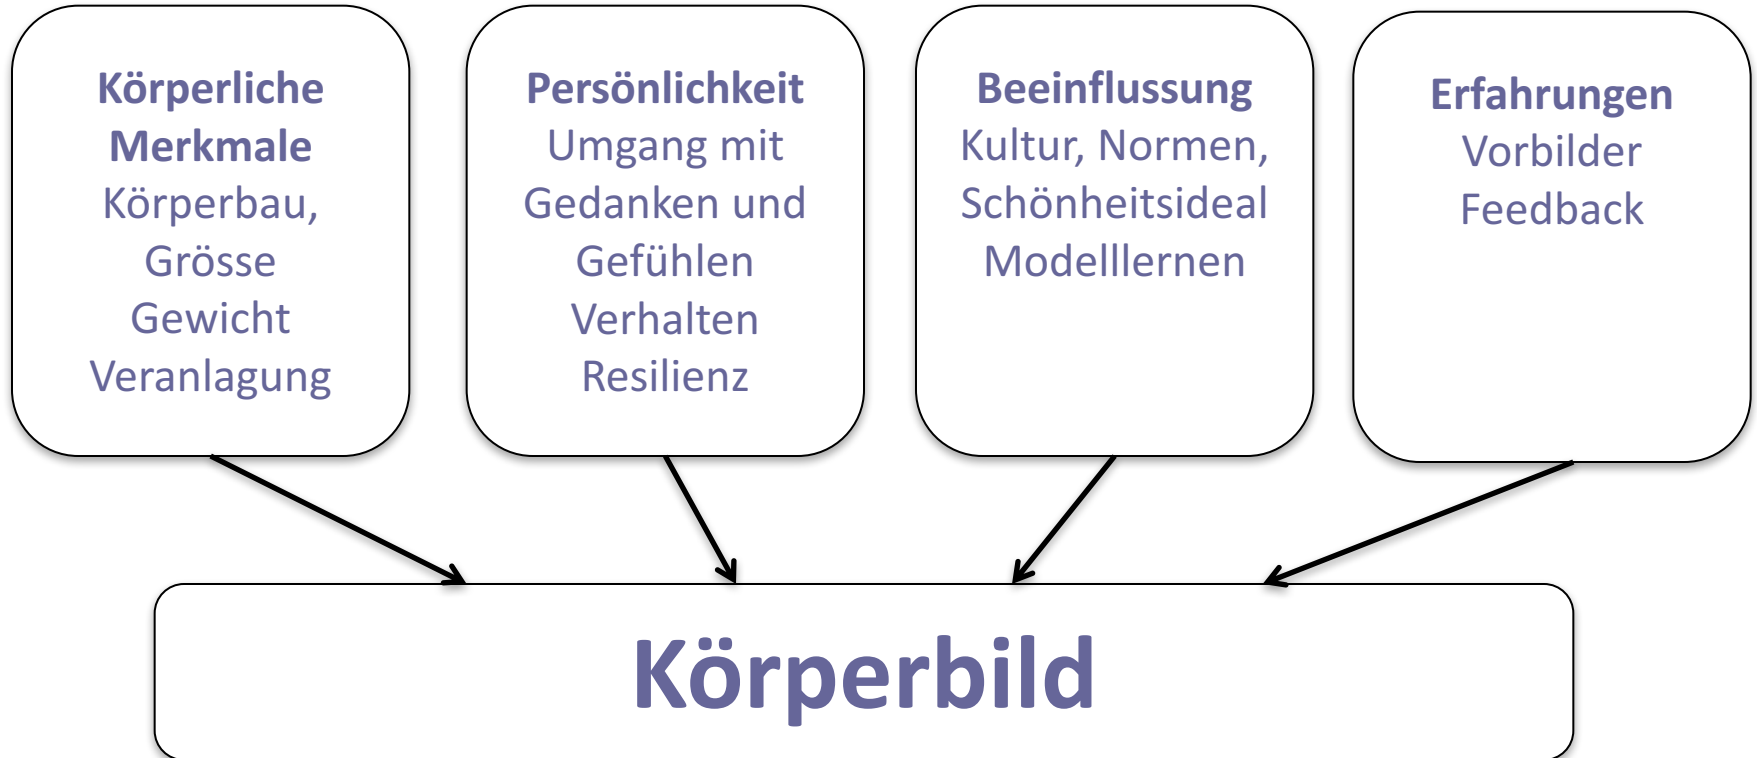 Körperliche
Merkmale
Körperbau,
Grösse
Gewicht
Veranlagung
Persönlichkeit
Umgang mit
Gedanken und
Gefühlen
Verhalten
Resilienz
Beeinflussung
Kultur, Normen,
Schönheitsideal
Modelllernen
Erfahrungen
Vorbilder
Feedback
Körperbild